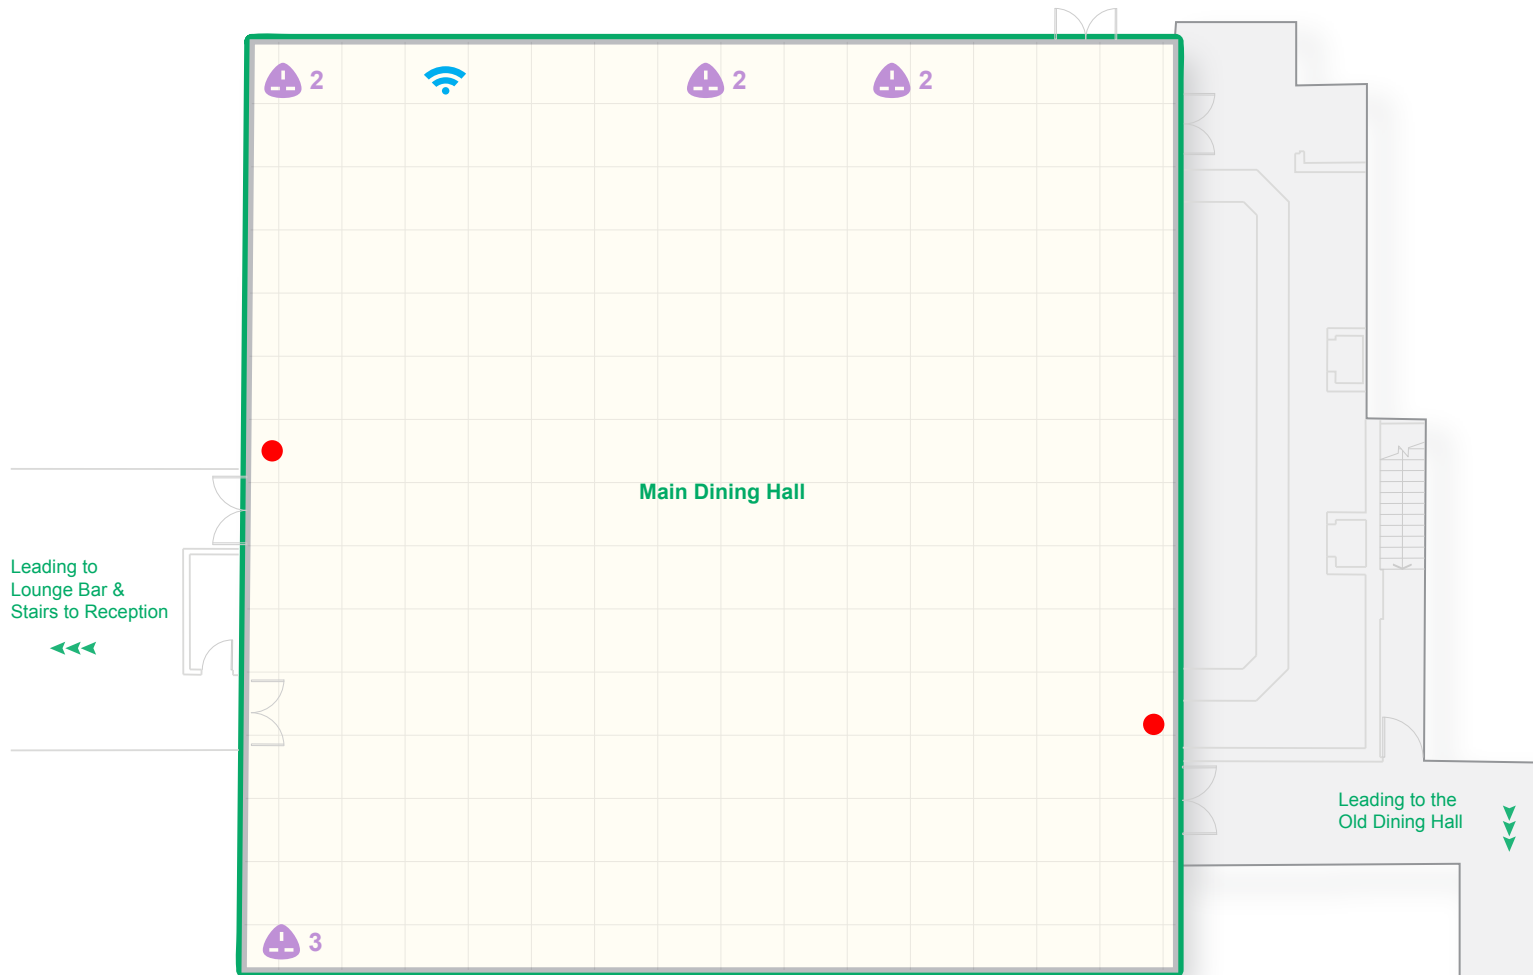 2
2
2
Main Dining Hall
Leading to
Lounge Bar &
Stairs to Reception
Leading to the
Old Dining Hall
3